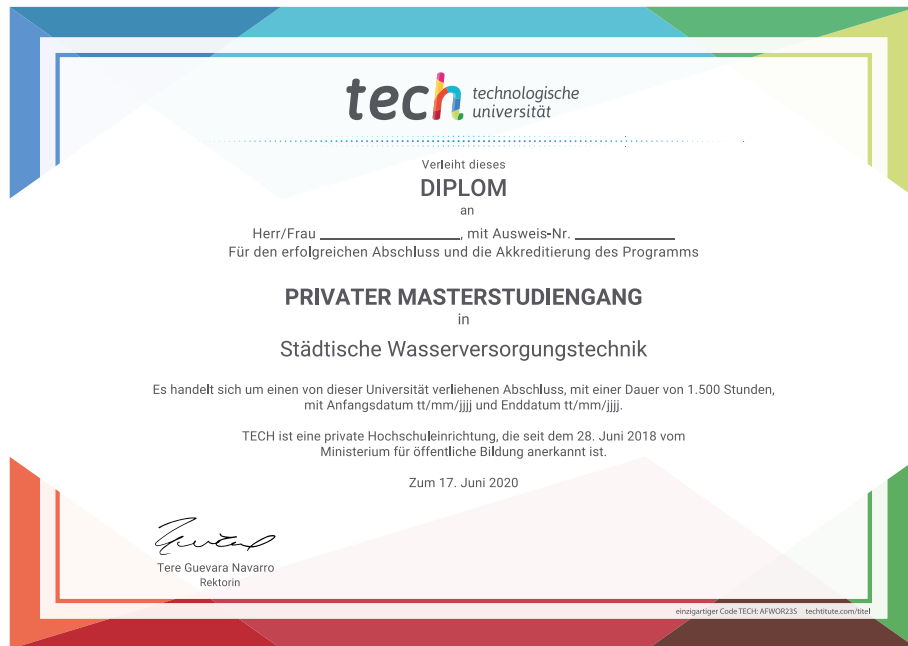 tech technologische
universität
Verleiht dieses
DIPLOM
an
Herr/Frau ____________________, mit Ausweis-Nr. ______________
Für den erfolgreichen Abschluss und die Akkreditierung des Programms
PRIVATER MASTERSTUDIENGANG
in
Städtische Wasserversorgungstechnik
Es handelt sich um einen von dieser Universität verliehenen Abschluss, mit einer Dauer von 1.500 Stunden,
mit Anfangsdatum tt/mm/jjjj und Enddatum tt/mm/jjjj.
TECH ist eine private Hochschuleinrichtung, die seit dem 28. Juni 2018 vom
Ministerium für öffentliche Bildung anerkannt ist.
Zum 17. Juni 2020
Tere Guevara Navarro
Rektorin
einzigartiger Code TECH: AFWOR23S techtitute.com/titel